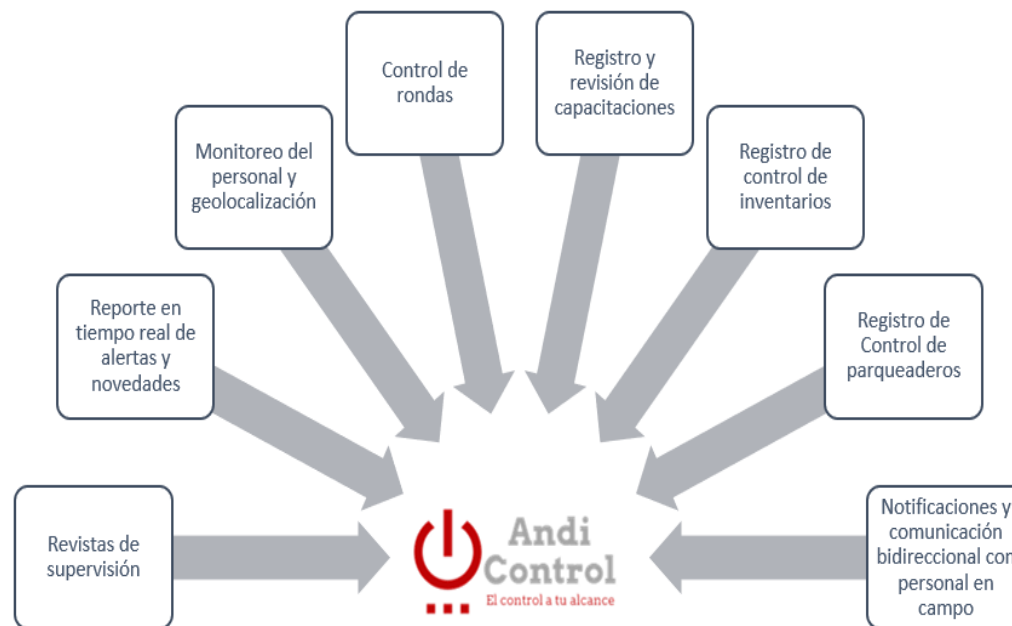 Control de
rondas
Registro y
revisión de
capacitaciones
Monitoreo del
personal y
geolocalización
Registro de
control de
inventarios
Reporte en
tiempo real de
alertas y
novedades
Registro de
Control de
parqueaderos
Revistas de
supervisión
Andi
Control
El control a tu alcance
Notificaciones y
comunicación
bidireccional con
personal en
campo